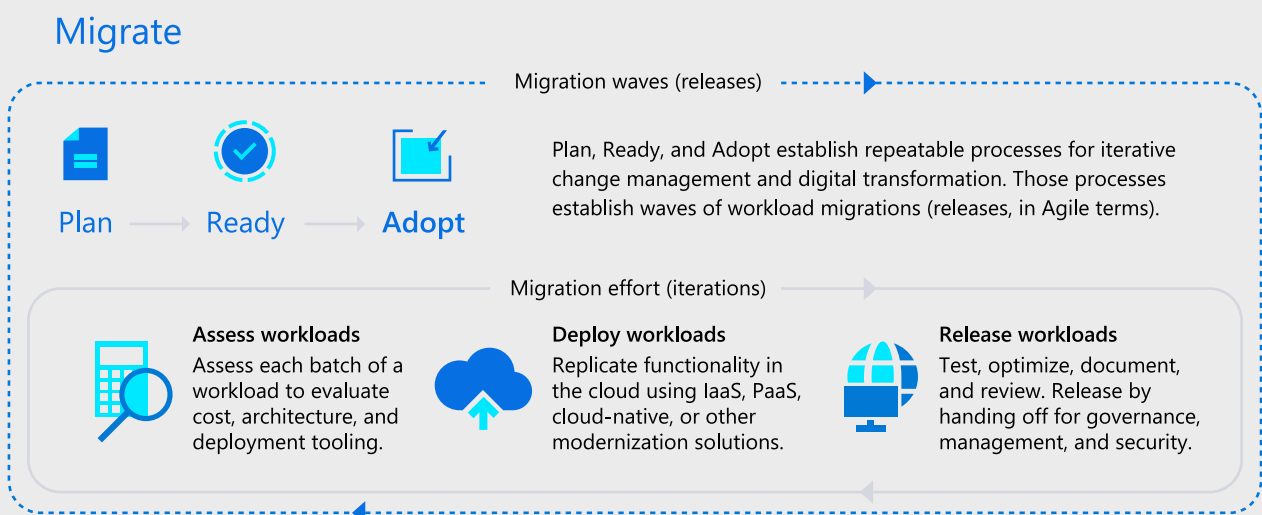 Migrate
Migration waves (releases)
Plan
Ready
Adopt
Plan, Ready, and Adopt establish repeatable processes for iterative
change management and digital transformation. Those processes
establish waves of workload migrations (releases, in Agile terms).
Migration effort (iterations)
Assess workloads
Assess each batch of a
workload to evaluate
cost, architecture, and
deployment tooling.
Deploy workloads
Replicate functionality in
the cloud using IaaS, PaaS,
cloud-native, or other
modernization solutions.
Release workloads
Test, optimize, document,
and review. Release by
handing off for governance,
management, and security.